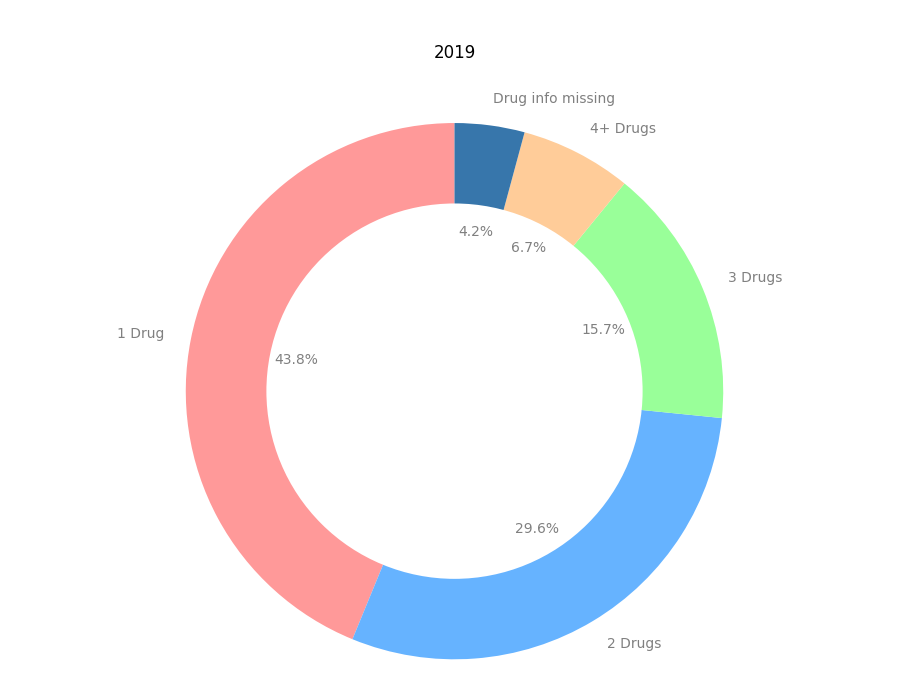 2019
Drug info missing
4+ Drugs
4.2%
6.7%
3 Drugs
15.7%
1 Drug
43.8%
29.6%
2 Drugs